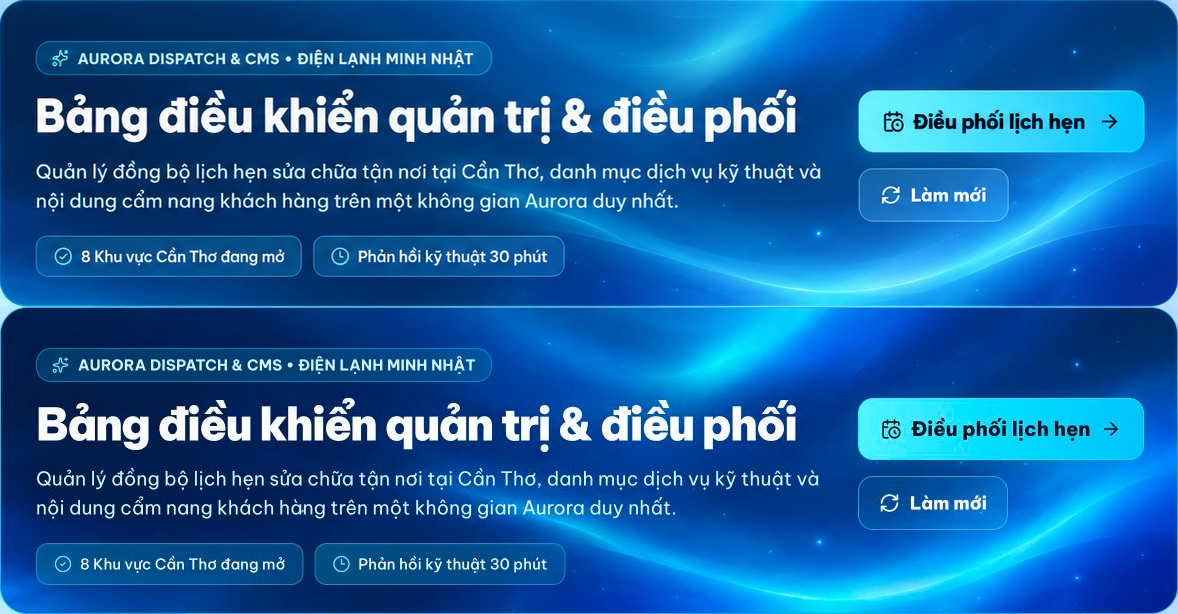 AURORA DISPATCH & CMS • ĐIỆN LẠNH MINH NHẬT
Bảng điều khiển quản trị & điều phối
Quản lý đồng bộ lịch hẹn sửa chữa tận nơi tại Cần Thơ, danh mục dịch vụ kỹ thuật và
nội dung cẩm nang khách hàng trên một không gian Aurora duy nhất.
8 Khu vực Cần Thơ đang mở
Phản hồi kỹ thuật 30 phút
Điều phối lịch hẹn
Làm mới
AURORA DISPATCH & CMS • ĐIỆN LẠNH MINH NHẬT
Bảng điều khiển quản trị & điều phối
Quản lý đồng bộ lịch hẹn sửa chữa tận nơi tại Cần Thơ, danh mục dịch vụ kỹ thuật và
nội dung cẩm nang khách hàng trên một không gian Aurora duy nhất.
8 Khu vực Cần Thơ đang mở
Phản hồi kỹ thuật 30 phút
Điều phối lịch hẹn
Làm mới